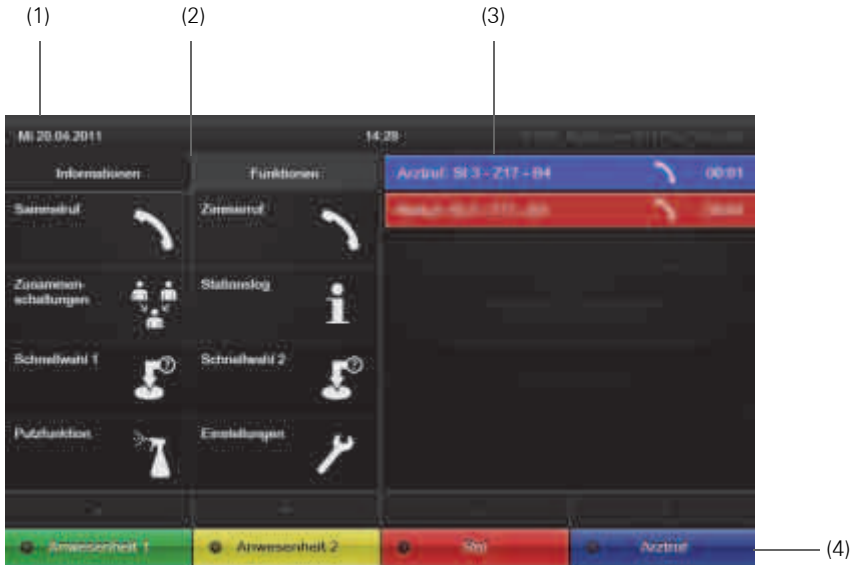 (1) (2) (3)
Mi 20.04.2011 14:29
Informationen Funktionen Arztruf: St 3 - Z17 - B4 00:01
Sammelruf Zimmerruf
Zusammen- Stationslog
schaltungen
Schnellwahl 1 Schnellwahl 2
Putzfunktion Einstellungen
Anwesenheit 1 Anwesenheit 2 Arztruf (4)